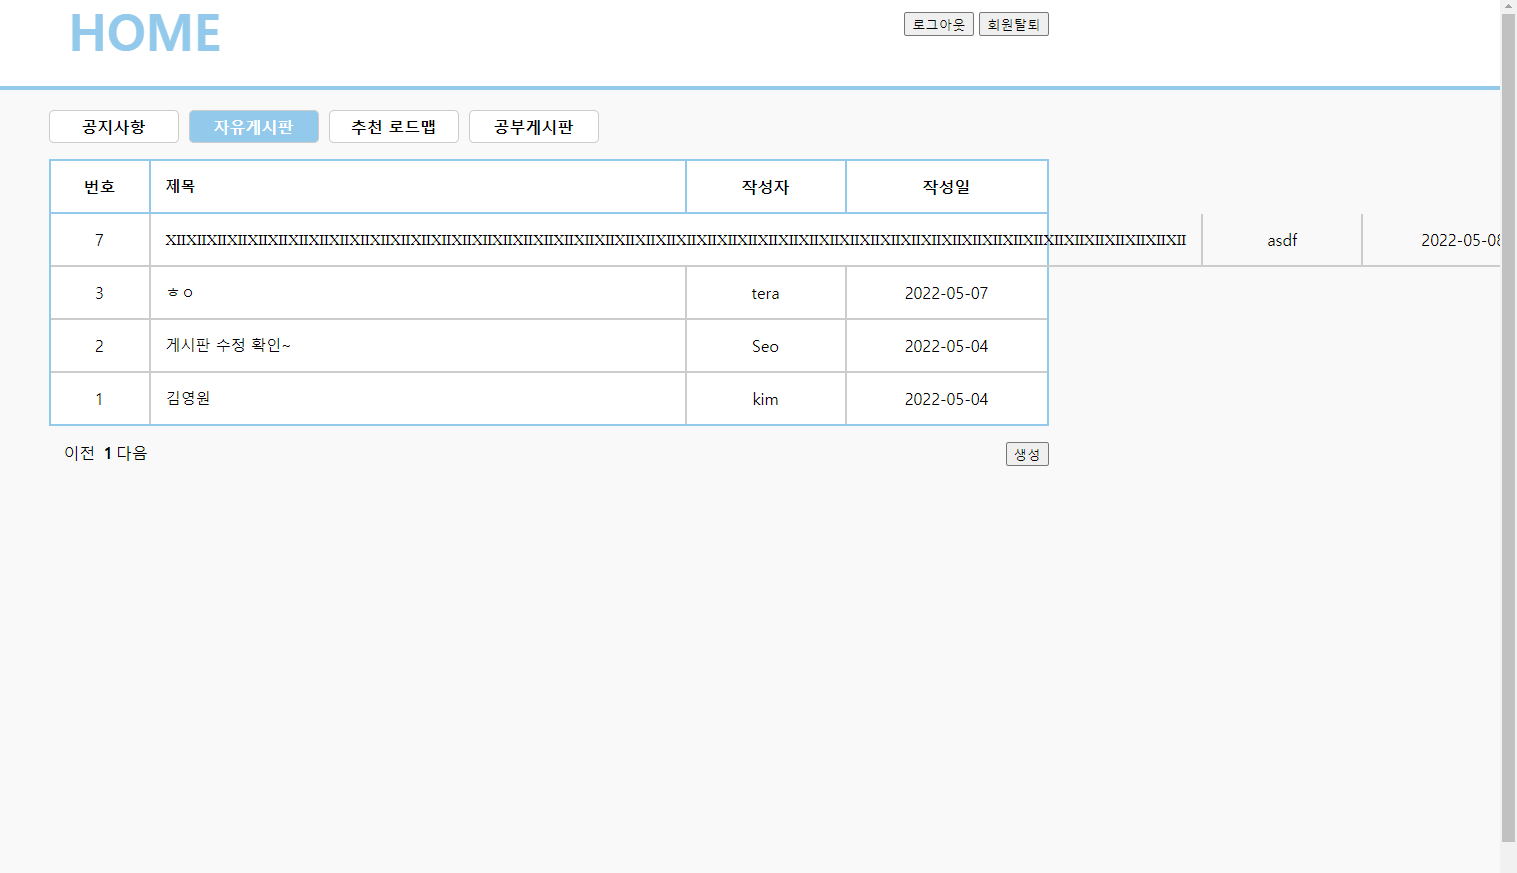 HOME
로그아웃 회원탈퇴
공지사항 자유게시판 추천 로드맵 공부게시판
번호 제목 작성자 작성일
7 ⅫⅫⅫⅫⅫⅫⅫⅫⅫⅫⅫⅫⅫⅫⅫⅫⅫⅫⅫⅫⅫⅫⅫⅫⅫⅫⅫⅫⅫⅫⅫⅫⅫⅫⅫⅫⅫⅫⅫⅫⅫⅫⅫⅫⅫⅫⅫⅫⅫⅫ asdf 2022-05-08
3 ㅎㅇ tera 2022-05-07
2 게시판 수정 확인~ Seo 2022-05-04
1 김영원 kim 2022-05-04
이전 1 다음 생성